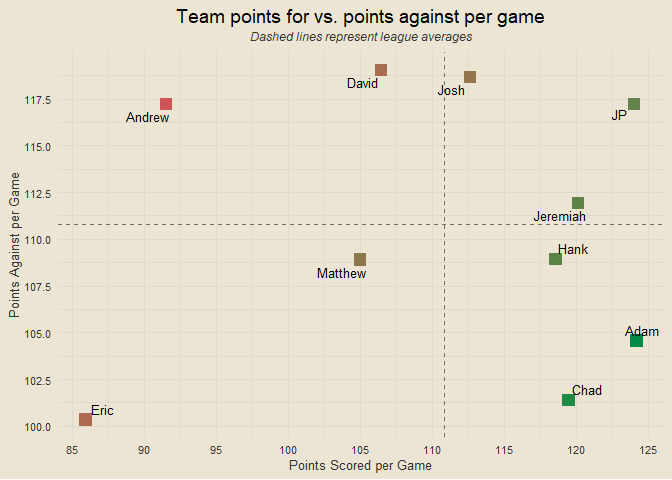 Team points for vs. points against per game
Dashed lines represent league averages
David
Josh
Andrew
JP
Jeremiah
Hank
Matthew
Adam
Chad
Eric
Points Against per Game
117.5
115.0
112.5
110.0
107.5
105.0
102.5
100.0
85 90 95 100 105 110 115 120 125
Points Scored per Game